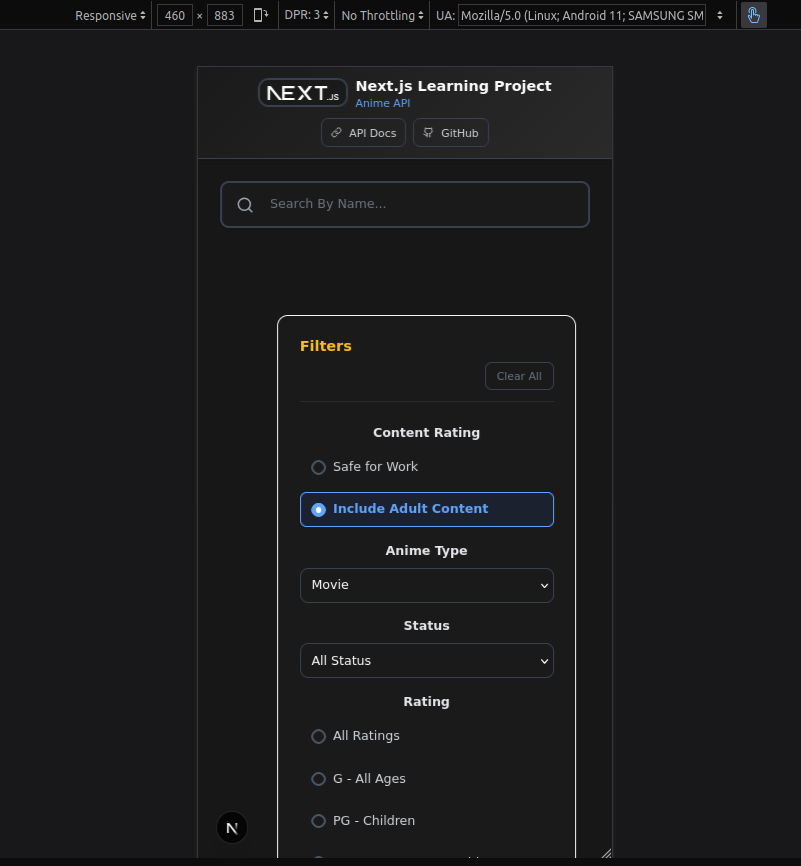 Responsive 460 × 883 DPR: 3 No Throttling UA: Mozilla/5.0 (Linux; Android 11; SAMSUNG SM
NEXT.JS Next.js Learning Project
Anime API
API Docs GitHub
Search By Name...
Filters
Clear All
Content Rating
Safe for Work
Include Adult Content
Anime Type
Movie
Status
All Status
Rating
All Ratings
G - All Ages
PG - Children
N